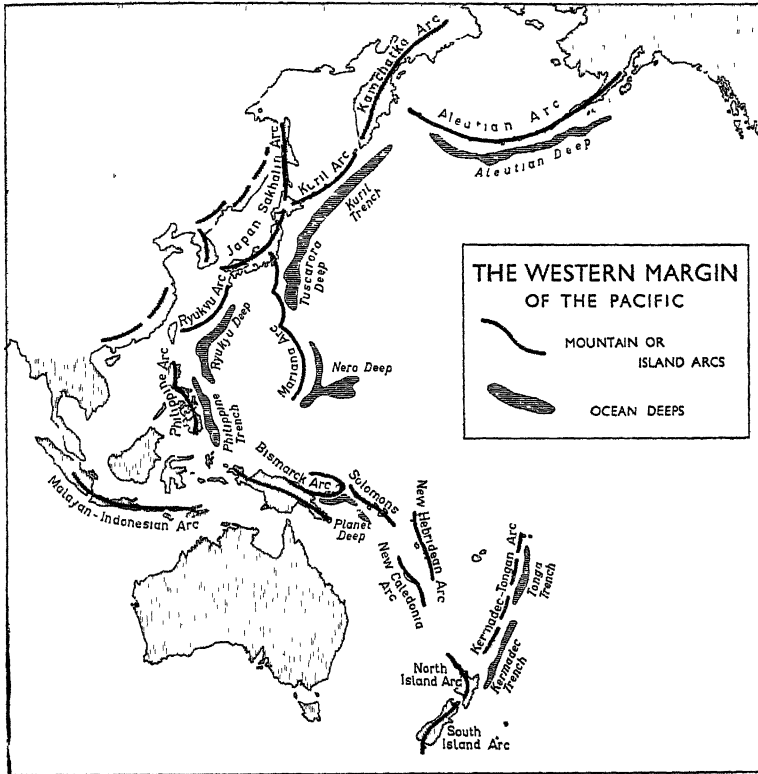 Kamchatka Arc
Aleutian Arc
Aleutian Deep
Sakhalin Arc
Kuril Arc
Kuril
Trench
Japan
Tuscarora
Deep
Ryukyu Arc
Ryukyu Deep
Mariana Arc
Nero Deep
Philippine Arc
Philippine
Trench
THE WESTERN MARGIN
OF THE PACIFIC
MOUNTAIN OR
ISLAND ARCS
OCEAN DEEPS
Malayan-Indonesian Arc
Bismarck Arc
Solomons
Planet
Deep
New Hebridean Arc
New Caledonia
Arc
Kermadec-Tongan Arc
Tonga
Trench
Kermadec
Trench
North
Island Arc
South
Island Arc